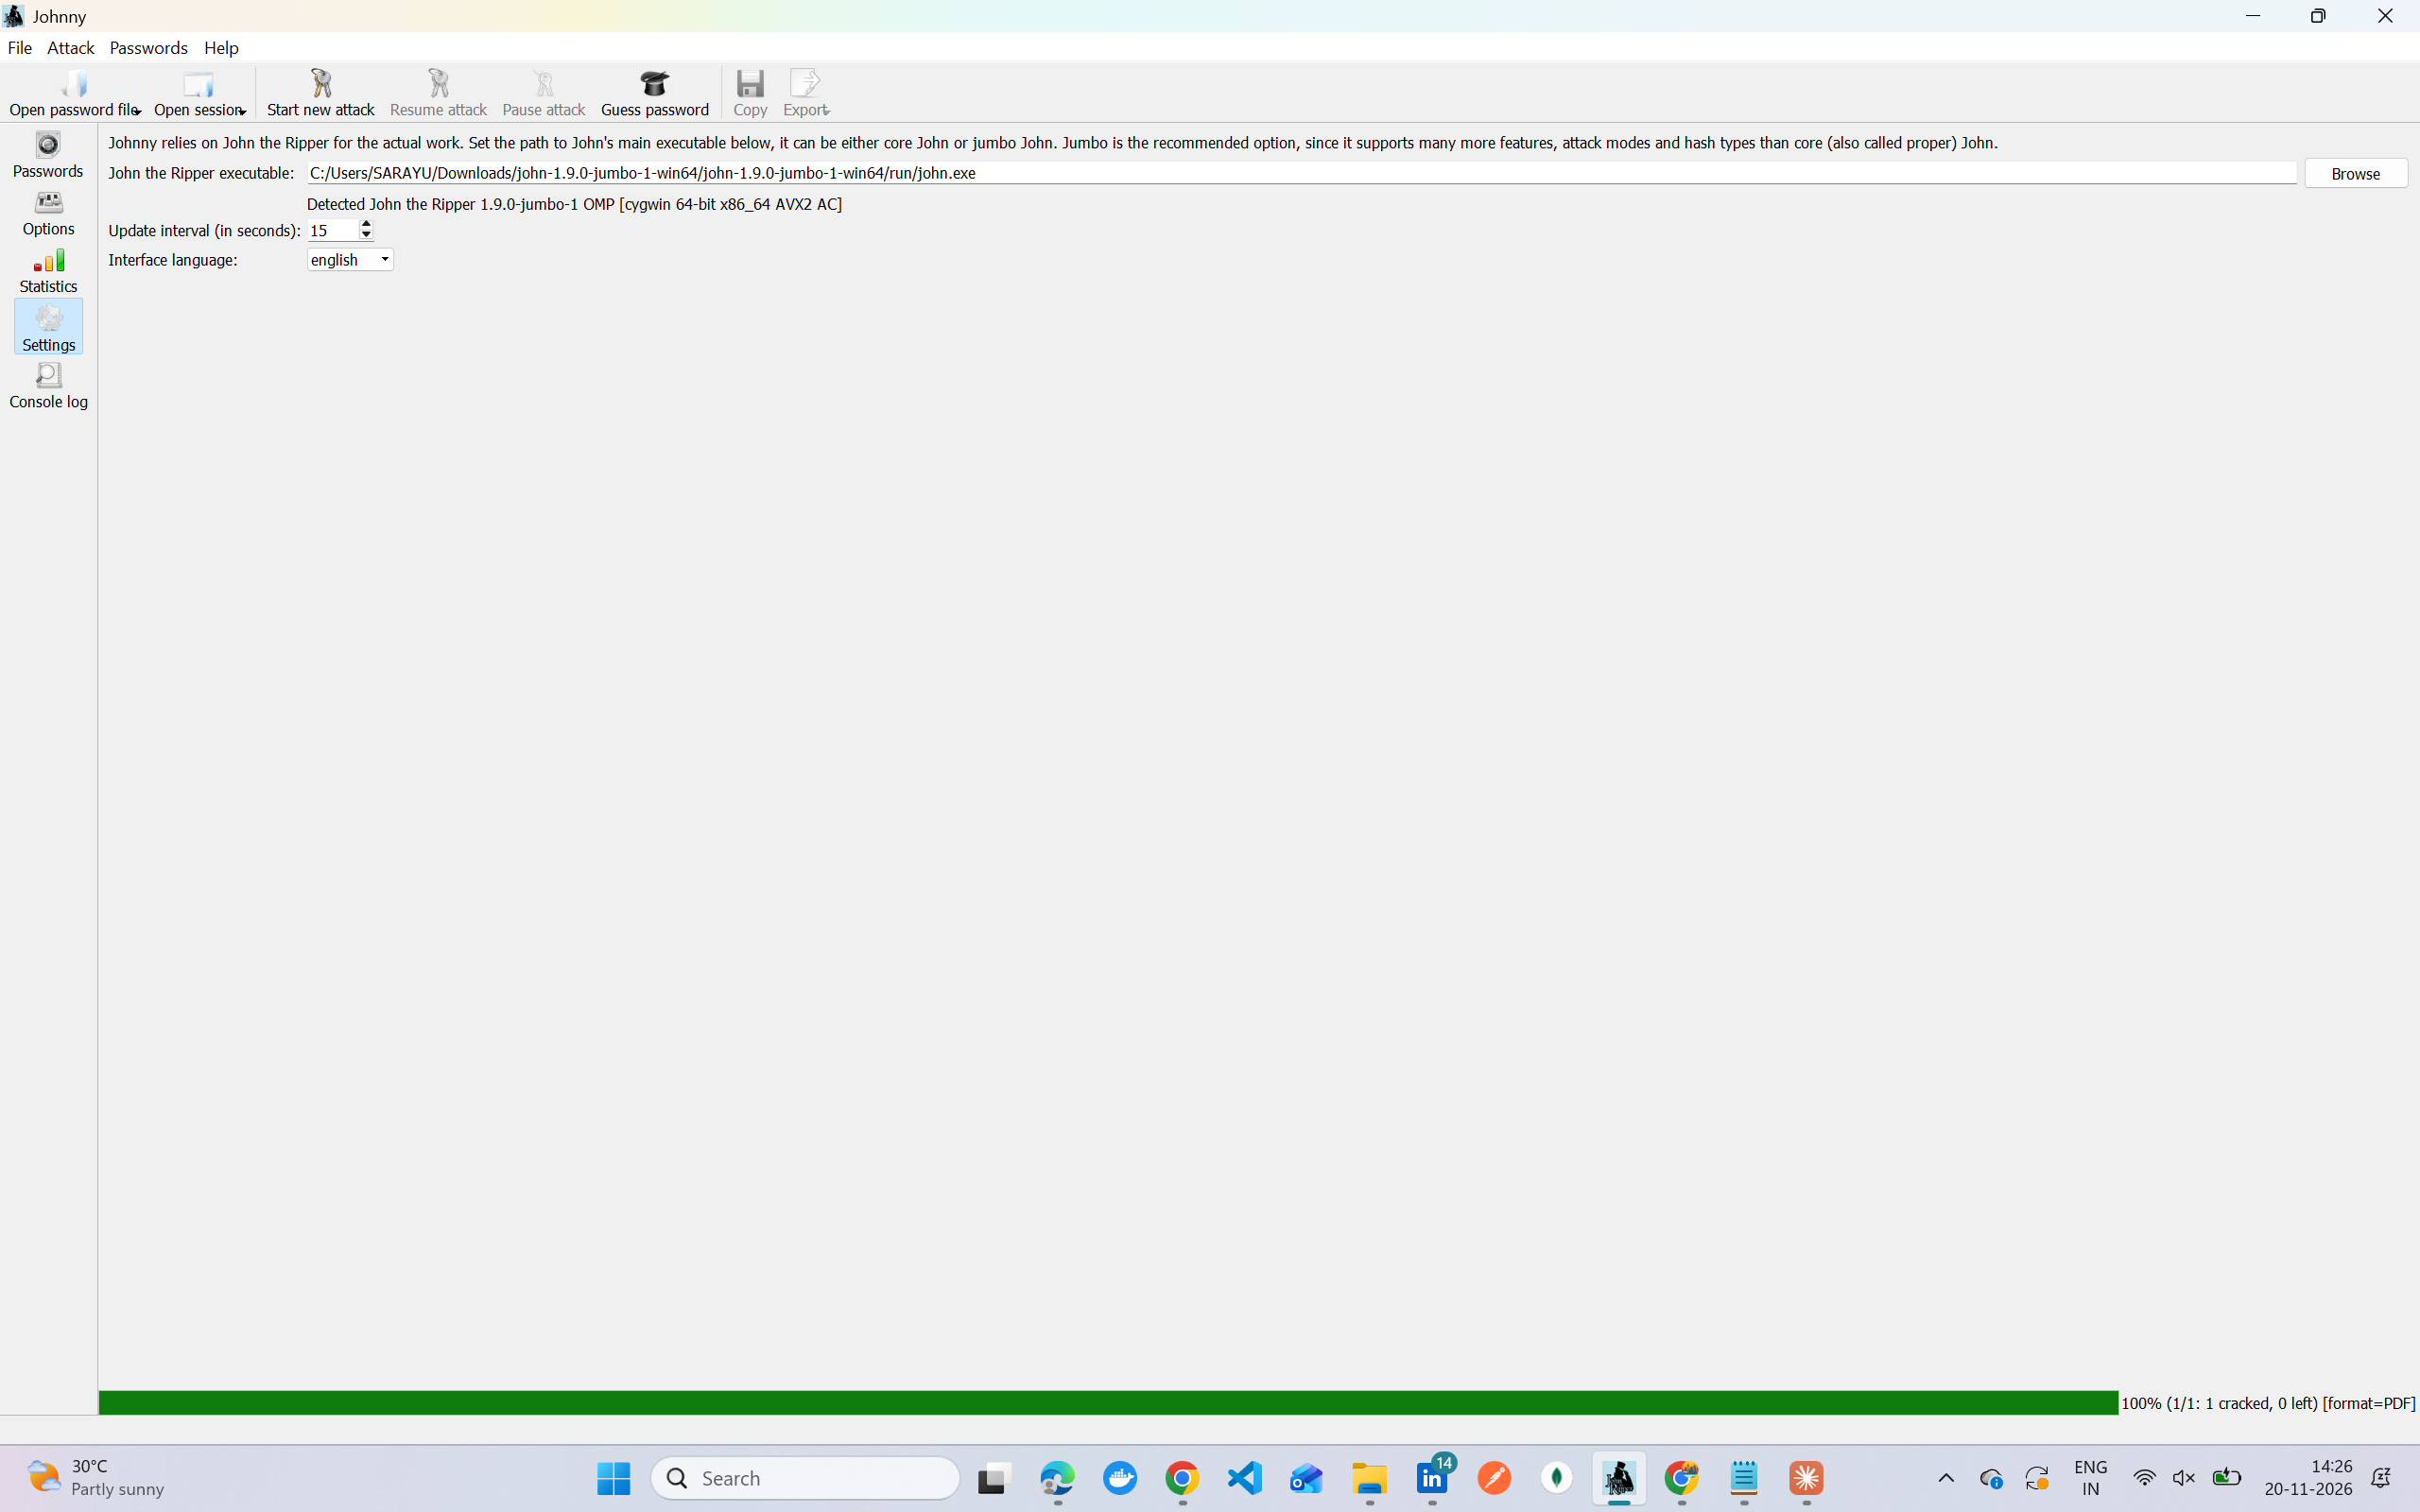 Johnny
File Attack Passwords Help
Open password file Open session Start new attack Resume attack Pause attack Guess password Copy Export
Passwords
Options
Statistics
Settings
Console log
Johnny relies on John the Ripper for the actual work. Set the path to John's main executable below, it can be either core John or jumbo John. Jumbo is the recommended option, since it supports many more features, attack modes and hash types than core (also called proper) John.
John the Ripper executable: C:/Users/SARAYU/Downloads/john-1.9.0-jumbo-1-win64/john-1.9.0-jumbo-1-win64/run/john.exe Browse
Detected John the Ripper 1.9.0-jumbo-1 OMP [cygwin 64-bit x86_64 AVX2 AC]
Update interval (in seconds): 15
Interface language: english
100% (1/1: 1 cracked, 0 left) [format=PDF]
30°C
Partly sunny
Search
14
ENG
IN
14:26
20-11-2026